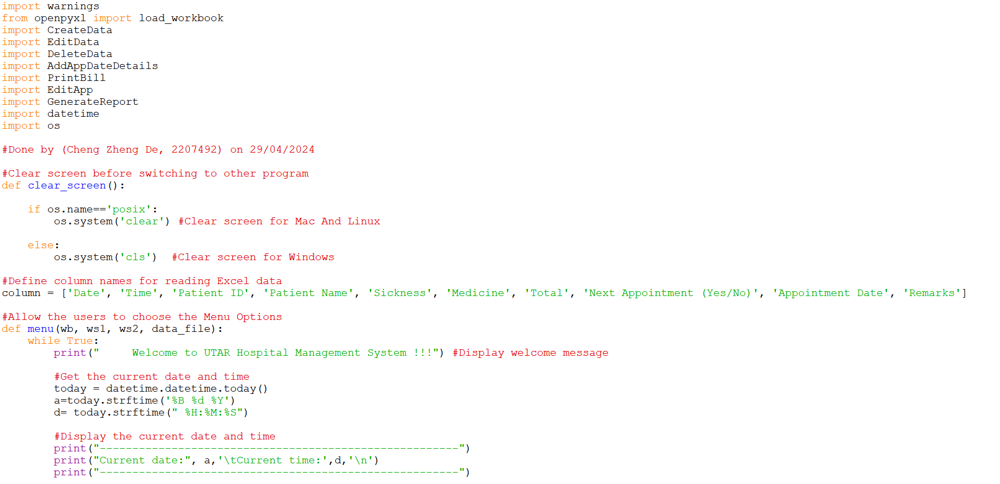 import warnings
from openpyxl import load_workbook
import CreateData
import EditData
import DeleteData
import AddAppDateDetails
import PrintBill
import EditApp
import GenerateReport
import datetime
import os

#Done by (Cheng Zheng De, 2207492) on 29/04/2024

#Clear screen before switching to other program
def clear_screen():

    if os.name=='posix':
        os.system('clear') #Clear screen for Mac And Linux

    else:
        os.system('cls')  #Clear screen for Windows

#Define column names for reading Excel data
column = ['Date', 'Time', 'Patient ID', 'Patient Name', 'Sickness', 'Medicine', 'Total', 'Next Appointment (Yes/No)', 'Appointment Date', 'Remarks']

#Allow the users to choose the Menu Options
def menu(wb, ws1, ws2, data_file):
    while True:
        print("     Welcome to UTAR Hospital Management System !!!") #Display welcome message

        #Get the current date and time
        today = datetime.datetime.today()
        a=today.strftime('%B %d %Y')
        d= today.strftime(" %H:%M:%S")

        #Display the current date and time
        print("-------------------------------------------------------")
        print("Current date:", a,'\tCurrent time:',d,'\n')
        print("-------------------------------------------------------")